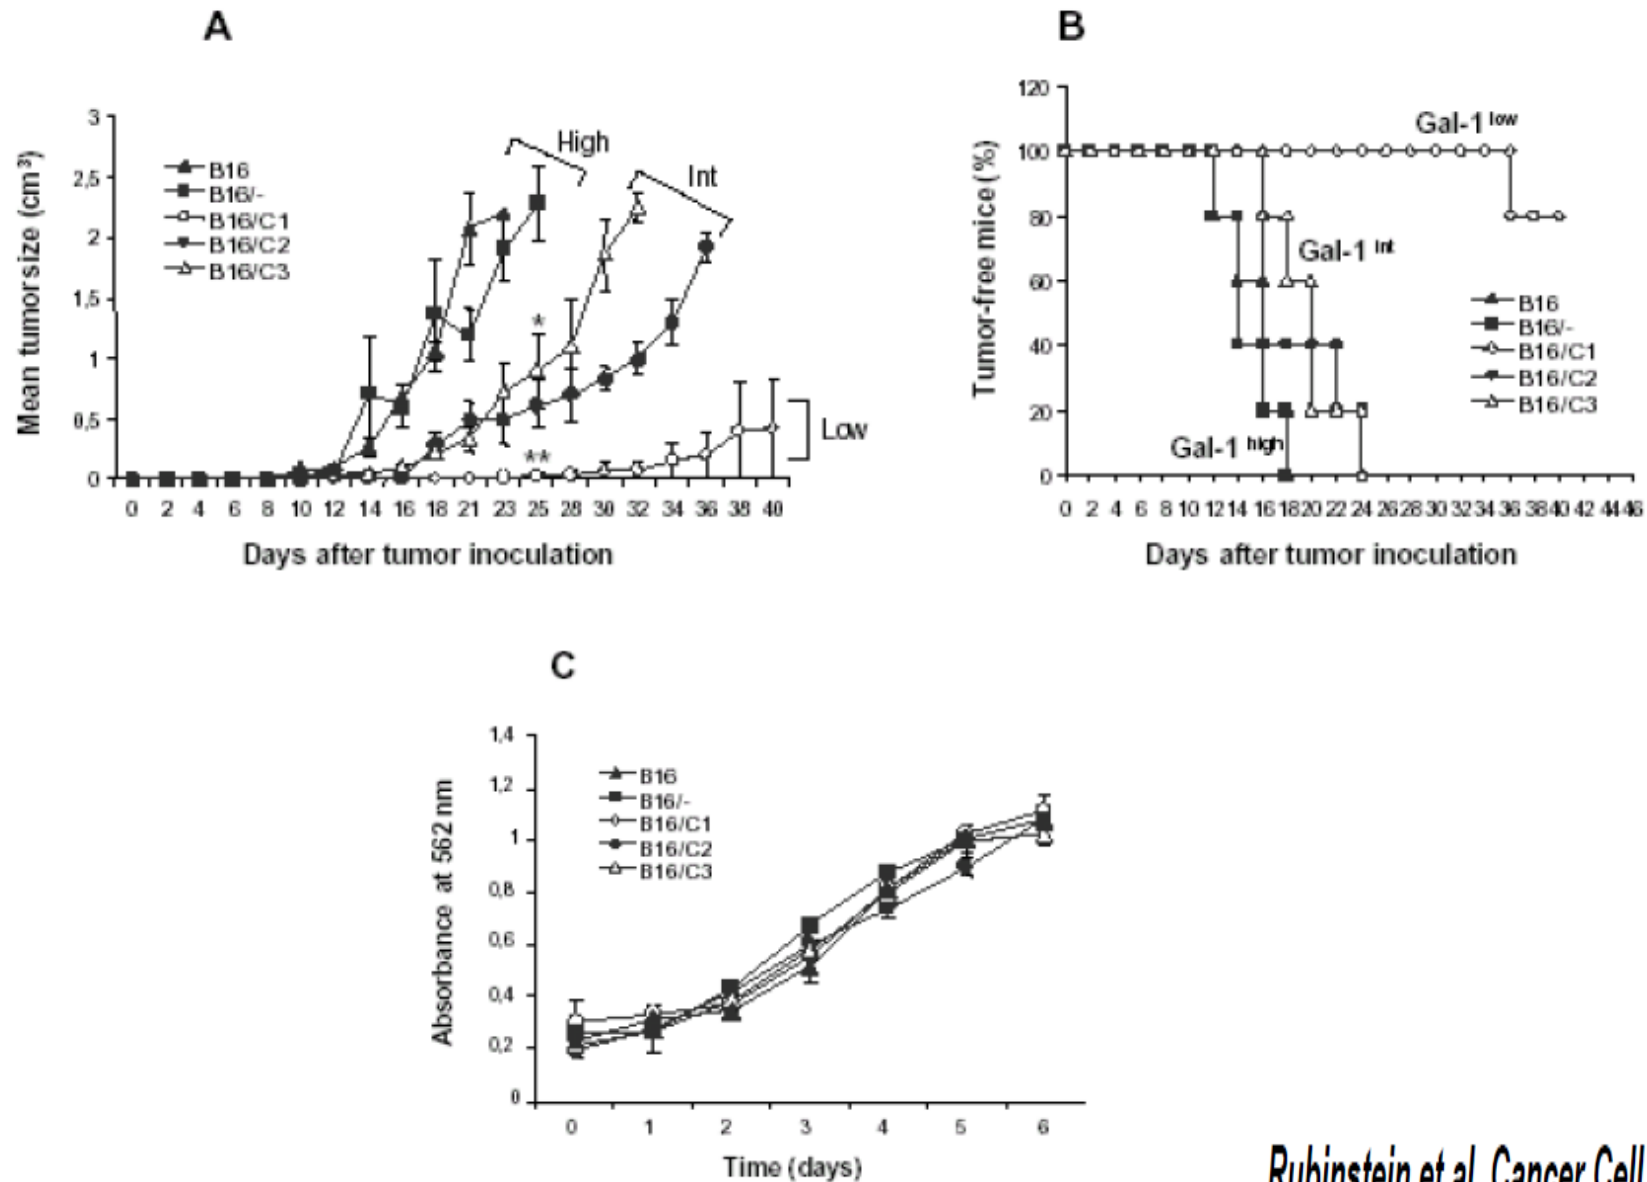 A
Mean tumorsize (cm³)
3
2,5
2
1,5
1
0,5
0
B16
B16/-
B16/C1
B16/C2
B16/C3
High
Int
Low
*
**
0 2 4 6 8 10 12 14 16 18 21 23 25 28 30 32 34 36 38 40
Days after tumor inoculation
B
Tumor-free mice (%)
120
100
80
60
40
20
0
Gal-1 low
Gal-1 Int
Gal-1 high
B16
B16/-
B16/C1
B16/C2
B16/C3
0 2 4 6 8 10 12 14 16 18 20 22 24 26 28 30 32 34 36 38 40 42 44 46
Days after tumor inoculation
C
Absorbance at 562 nm
1,4
1,2
1
0,8
0,6
0,4
0,2
0
B16
B16/-
B16/C1
B16/C2
B16/C3
0 1 2 3 4 5 6
Time (days)
Rubinstein et al. Cancer Cell